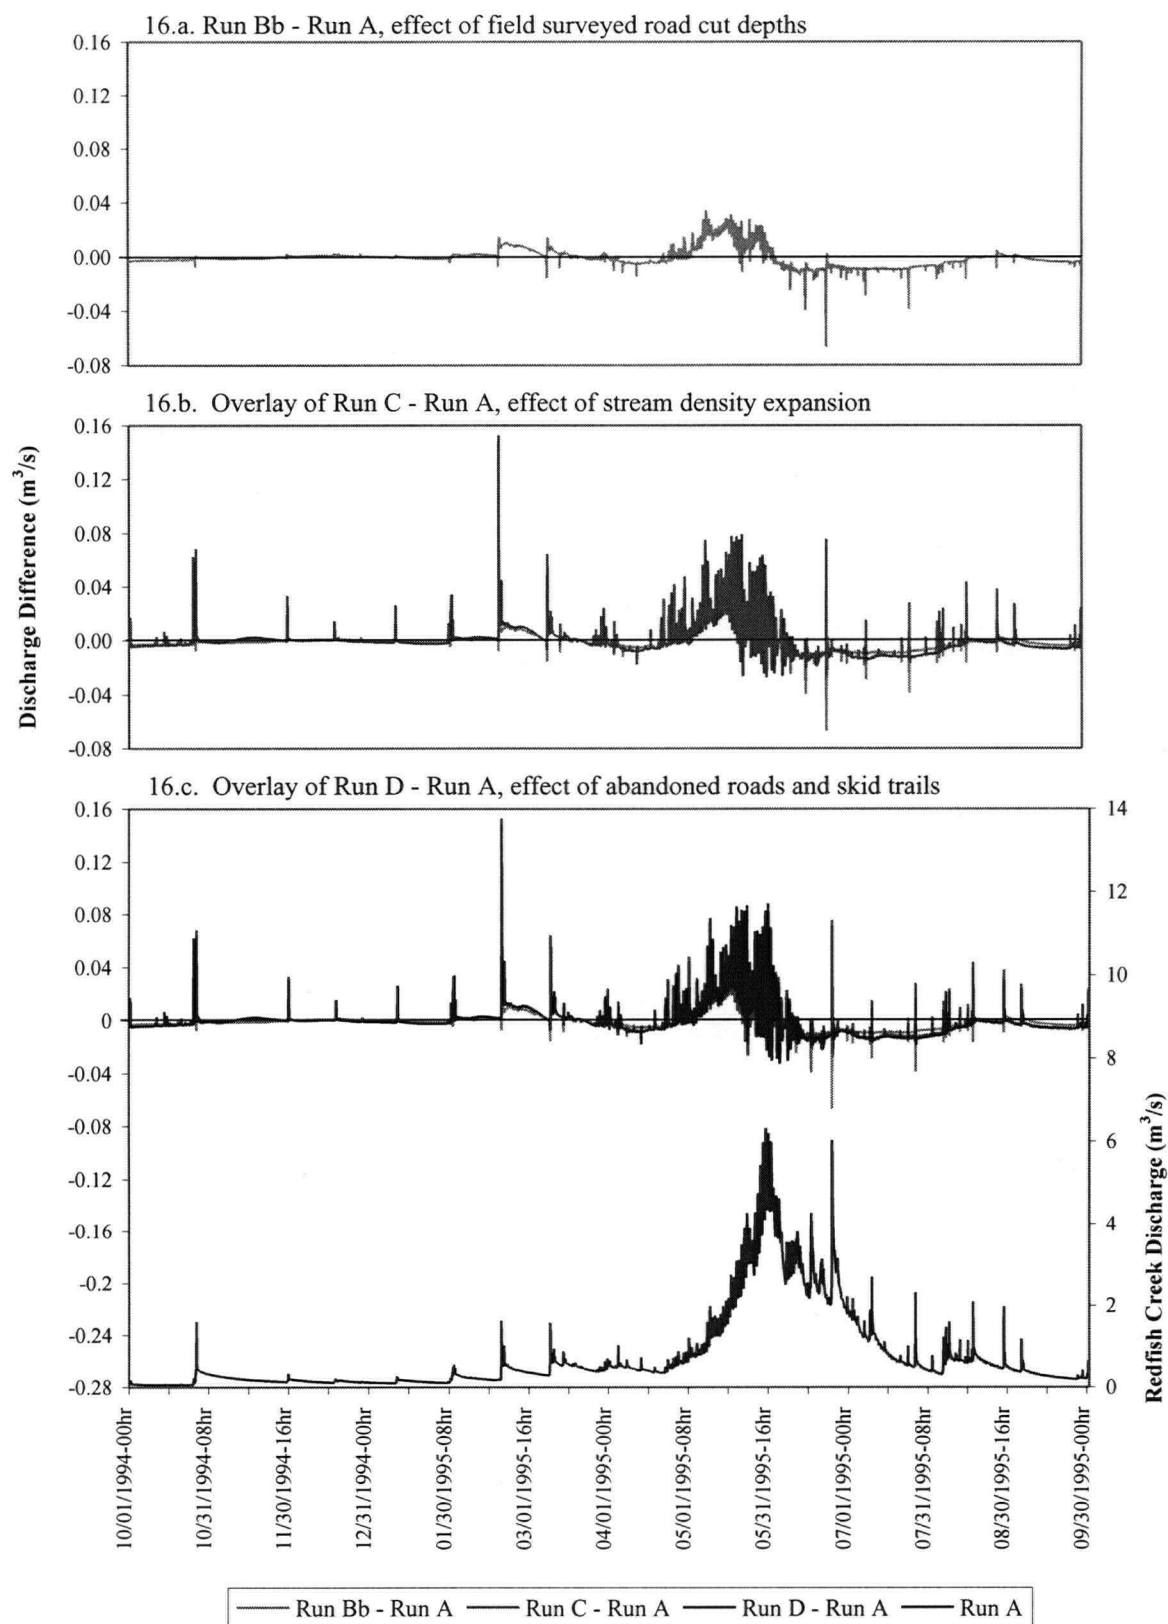 16.a. Run Bb - Run A, effect of field surveyed road cut depths
0.16
0.12
0.08
0.04
0.00
-0.04
-0.08
16.b. Overlay of Run C - Run A, effect of stream density expansion
0.16
0.12
0.08
0.04
0.00
-0.04
-0.08
Discharge Difference (m³/s)
16.c. Overlay of Run D - Run A, effect of abandoned roads and skid trails
0.16
0.12
0.08
0.04
0
-0.04
-0.08
-0.12
-0.16
-0.2
-0.24
-0.28
14
12
10
8
6
4
2
0
Redfish Creek Discharge (m³/s)
10/01/1994-00hr
10/31/1994-08hr
11/30/1994-16hr
12/31/1994-00hr
01/30/1995-08hr
03/01/1995-16hr
04/01/1995-00hr
05/01/1995-08hr
05/31/1995-16hr
07/01/1995-00hr
07/31/1995-08hr
08/30/1995-16hr
09/30/1995-00hr
Run Bb - Run A
Run C - Run A
Run D - Run A
Run A